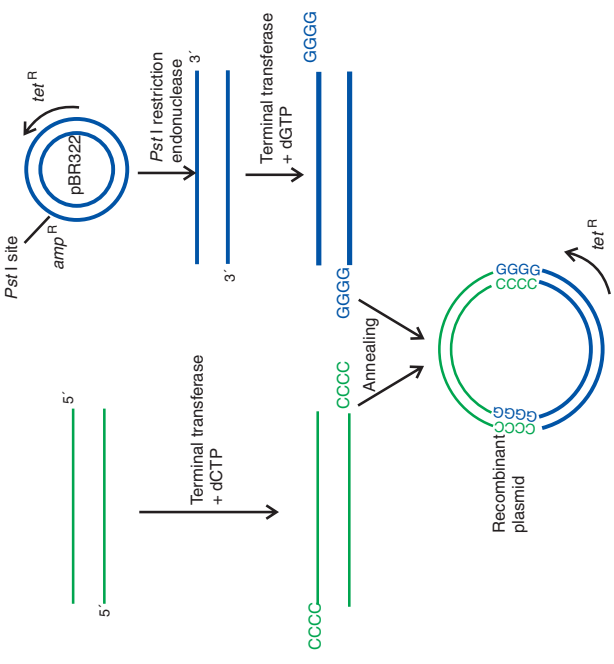 Pst I site
amp R
pBR322
tet R
Pst I restriction
endonuclease
3´
3´
Terminal transferase
+ dGTP
GGGG
GGGG
5´
5´
Terminal transferase
+ dCTP
CCCC
CCCC
Annealing
GGGG
CCCC
GGGG
CCCC
tet R
Recombinant
plasmid